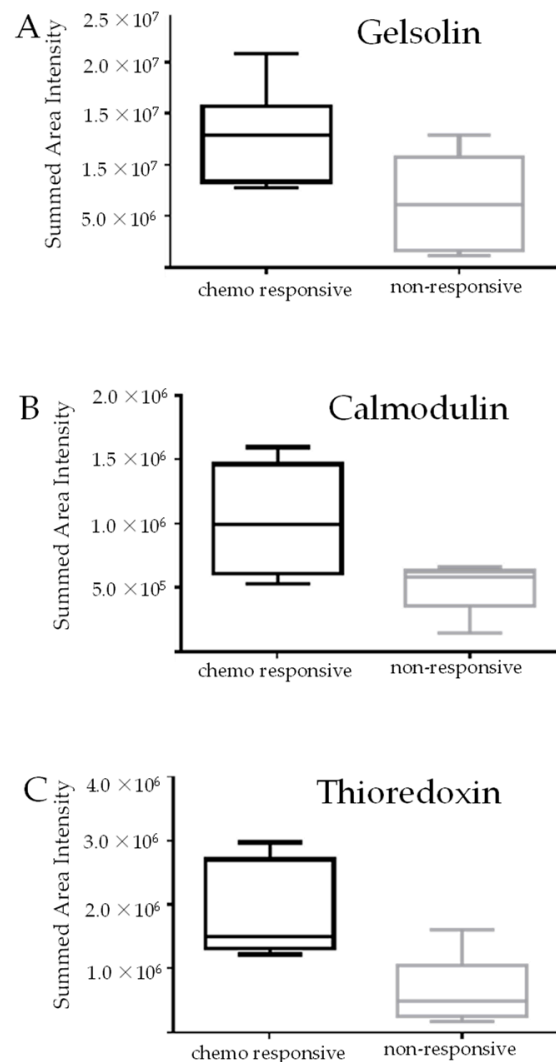 A
Gelsolin
Summed Area Intensity
2.5 ×10⁷
2.0 ×10⁷
1.5 ×10⁷
1.5 ×10⁷
5.0 ×10⁶
chemo responsive
non-responsive
B
Calmodulin
Summed Area Intensity
2.0 ×10⁶
1.5 ×10⁶
1.0 ×10⁶
5.0 ×10⁵
chemo responsive
non-responsive
C
Thioredoxin
Summed Area Intensity
4.0 ×10⁶
3.0 ×10⁶
2.0 ×10⁶
1.0 ×10⁶
chemo responsive
non-responsive